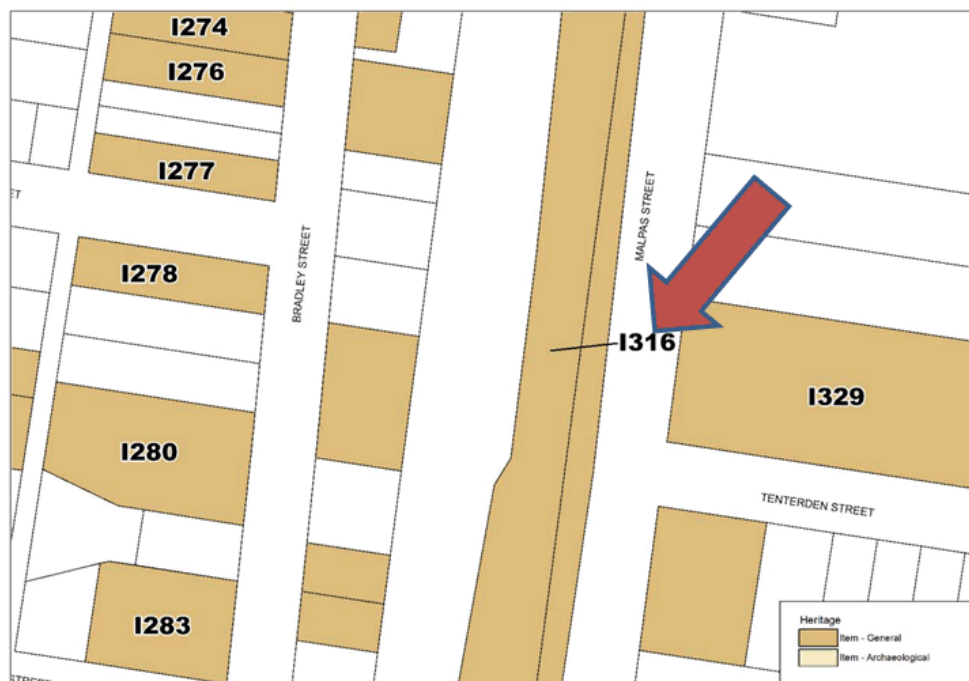 I274
I276
I277
ET
I278
BRADLEY STREET
MALPAS STREET
I316
I329
I280
TENTERDEN STREET
I283
Heritage
Item - General
Item - Archaeological